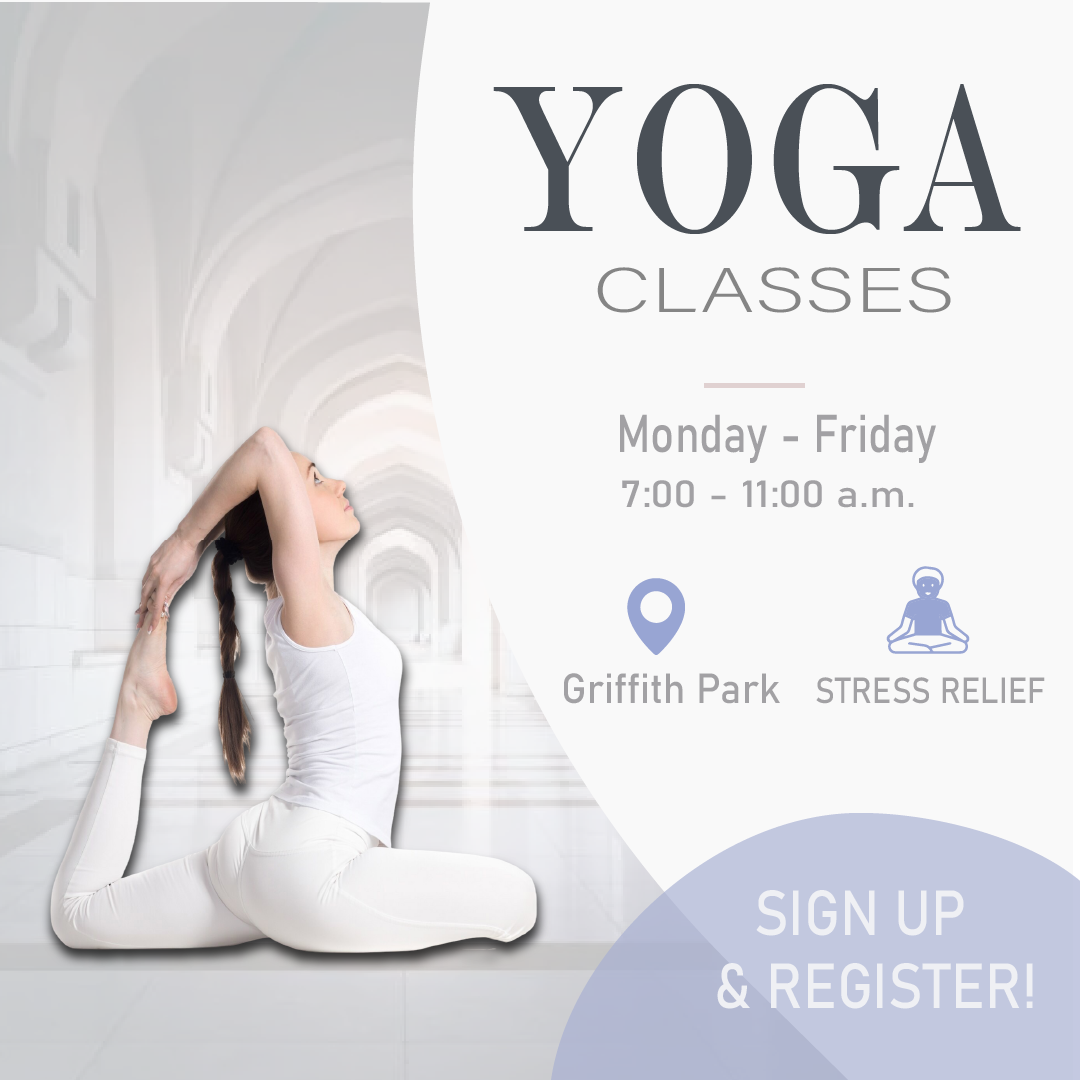 YOGA
CLASSES
Monday - Friday
7:00 - 11:00 a.m.
Griffith Park
STRESS RELIEF
SIGN UP
& REGISTER!